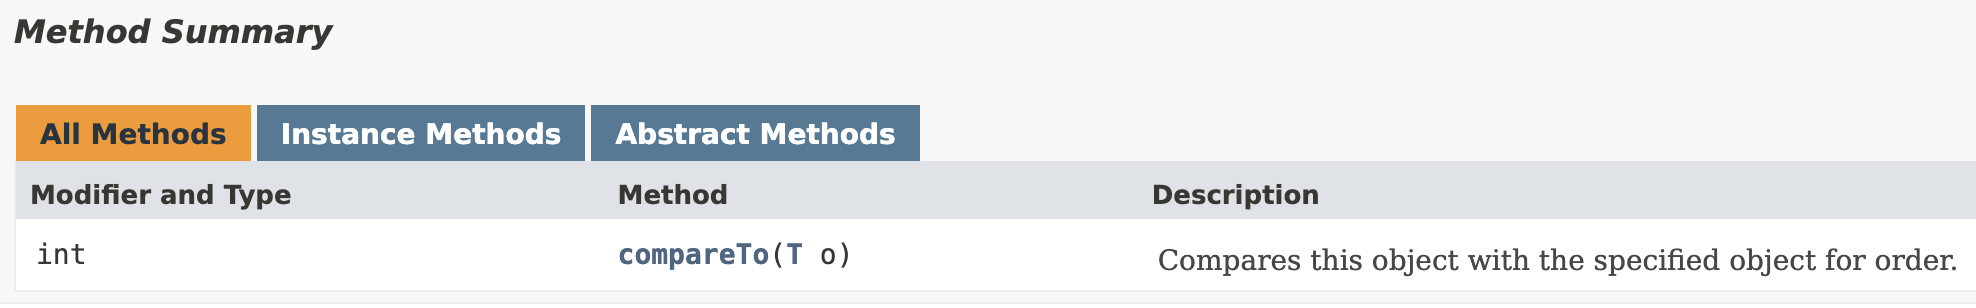 Method Summary
All Methods Instance Methods Abstract Methods
Modifier and Type Method Description
int compareTo(T o) Compares this object with the specified object for order.